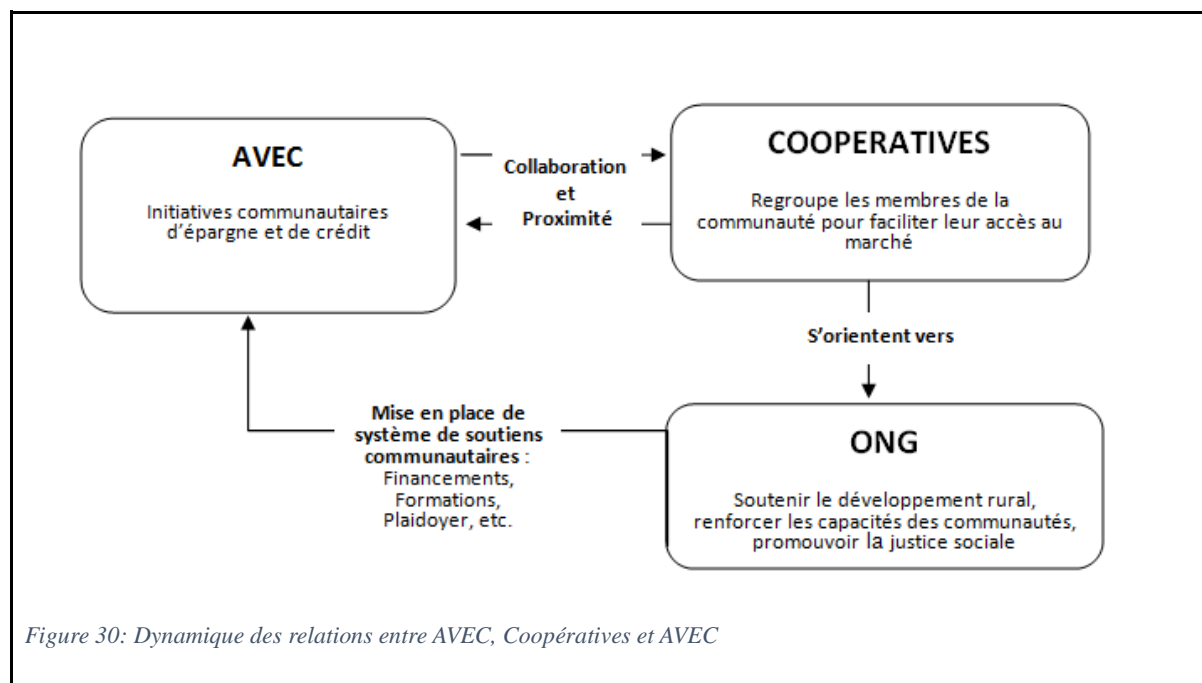 AVEC
Initiatives communautaires
d’épargne et de crédit
Collaboration
et
Proximité
COOPERATIVES
Regroupe les membres de la
communauté pour faciliter leur accès au
marché
S’orientent vers
Mise en place de
système de soutiens
communautaires :
Financements,
Formations,
Plaidoyer, etc.
ONG
Soutenir le développement rural,
renforcer les capacités des communautés,
promouvoir la justice sociale
Figure 30: Dynamique des relations entre AVEC, Coopératives et AVEC